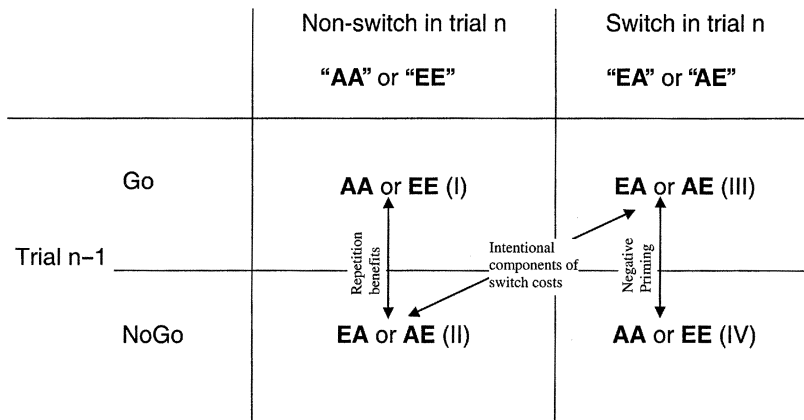 Non-switch in trial n
Switch in trial n
“AA” or “EE”
“EA” or “AE”
Go
AA or EE (I)
EA or AE (III)
Trial n–1
Repetition
benefits
Intentional
components of
switch costs
Negative
Priming
NoGo
EA or AE (II)
AA or EE (IV)